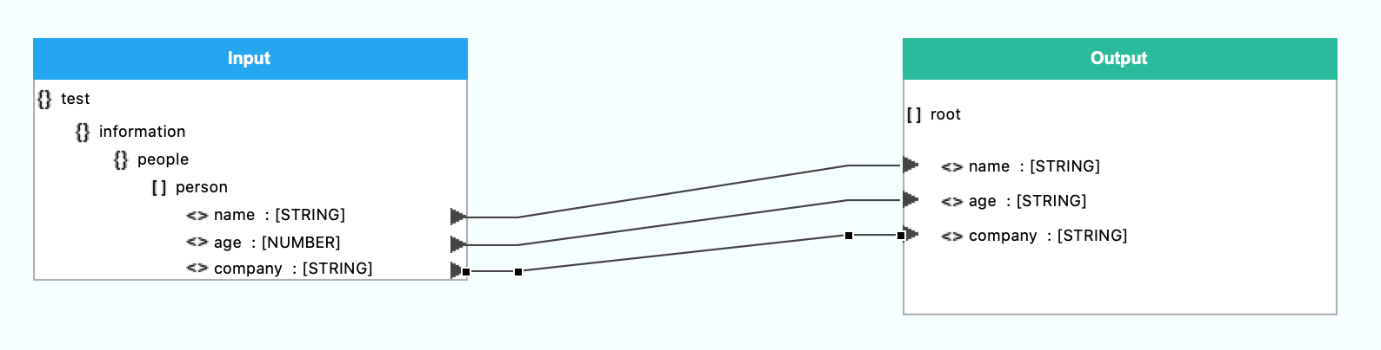 Input
{} test
{} information
{} people
[ ] person
<> name : [STRING]
<> age : [NUMBER]
<> company : [STRING]
Output
[ ] root
<> name : [STRING]
<> age : [STRING]
<> company : [STRING]